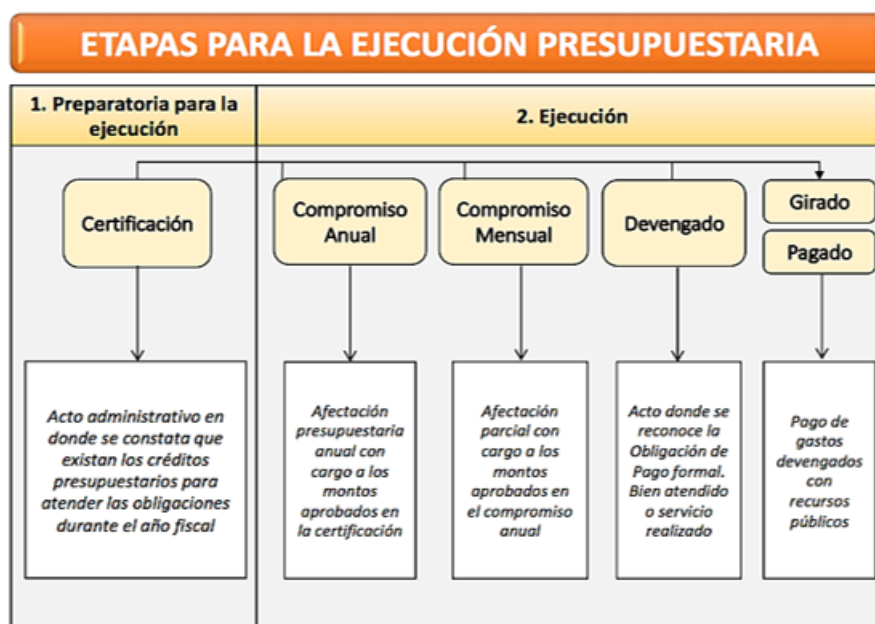 ETAPAS PARA LA EJECUCIÓN PRESUPUESTARIA
1. Preparatoria para la
ejecución
2. Ejecución
Certificación
Compromiso
Anual
Compromiso
Mensual
Devengado
Girado
Pagado
Acto administrativo en
donde se constata que
existan los créditos
presupuestarios para
atender las obligaciones
durante el año fiscal
Afectación
presupuestaria
anual con
cargo a los
montos
aprobados en
la certificación
Afectación
parcial con
cargo a los
montos
aprobados en
el compromiso
anual
Acto donde se
reconoce la
Obligación de
Pago formal.
Bien atendido
o servicio
realizado
Pago de
gastos
devengados
con
recursos
públicos